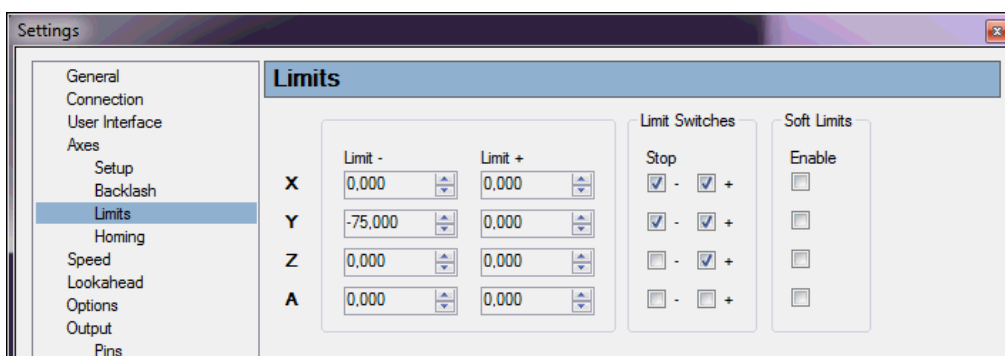 Settings
General
Connection
User Interface
Axes
Setup
Backlash
Limits
Homing
Speed
Lookahead
Options
Output
Pins
Limits
Limit Switches Soft Limits
Limit - Limit + Stop Enable
X 0,000 0,000 - +
Y -75,000 0,000 - +
Z 0,000 0,000 - +
A 0,000 0,000 - +